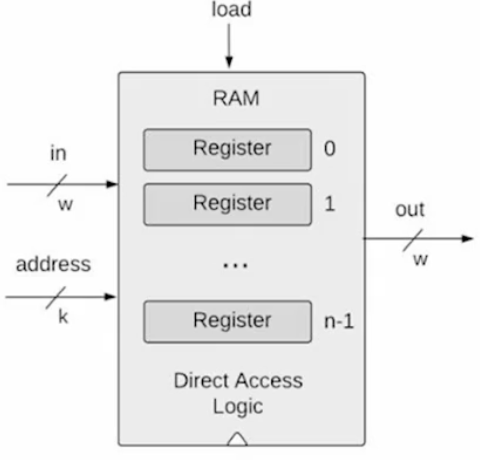 load
RAM
Register 0
in
w
Register 1
out
w
address
k
...
Register n-1
Direct Access
Logic